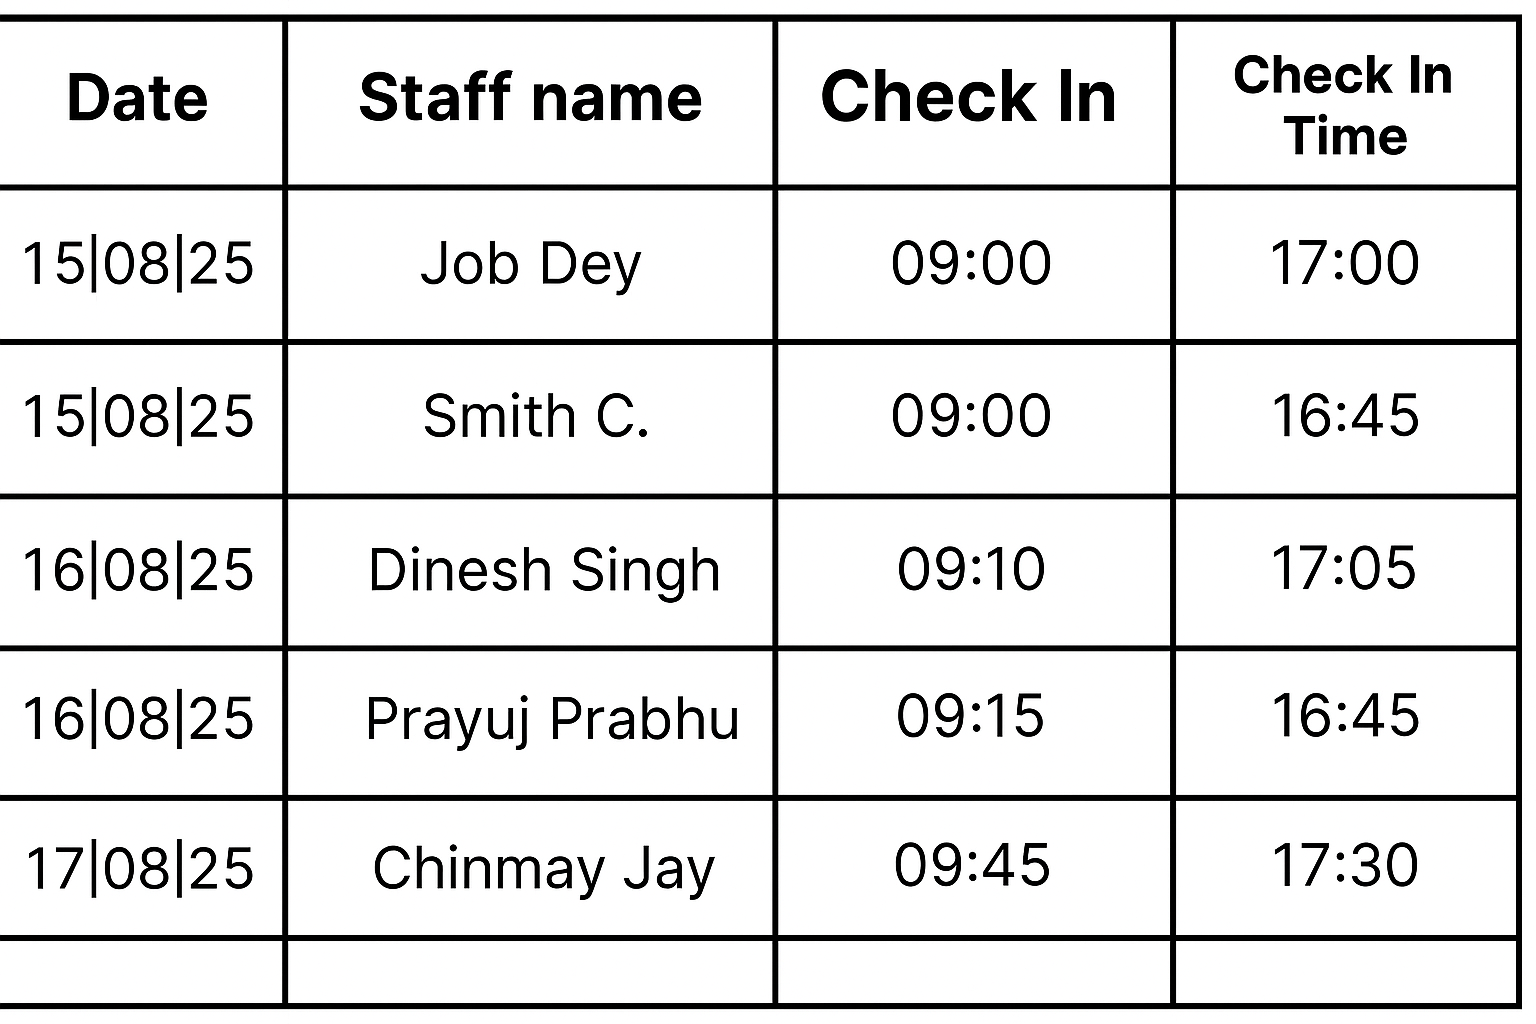 Date Staff name Check In Check In Time
15|08|25 Job Dey 09:00 17:00
15|08|25 Smith C. 09:00 16:45
16|08|25 Dinesh Singh 09:10 17:05
16|08|25 Prayuj Prabhu 09:15 16:45
17|08|25 Chinmay Jay 09:45 17:30